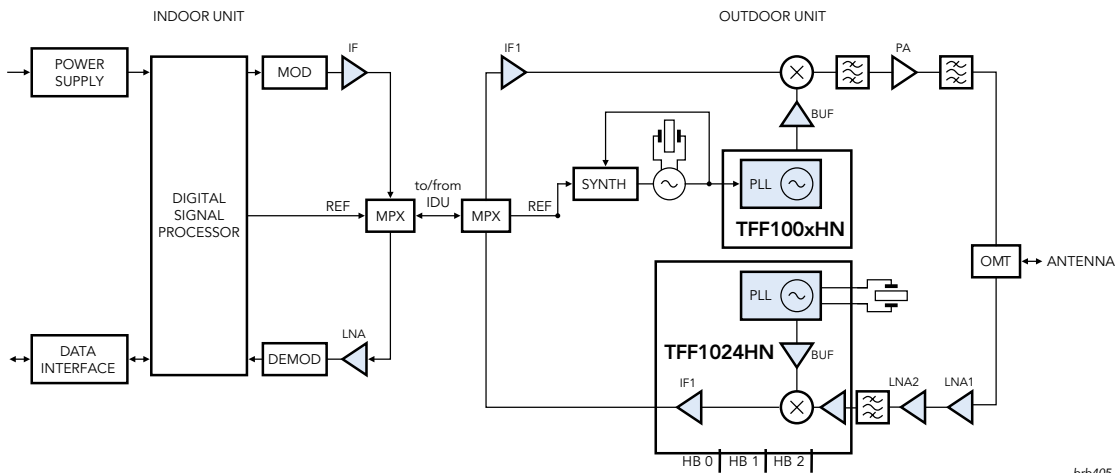 INDOOR UNIT
OUTDOOR UNIT
POWER
SUPPLY
MOD
IF
IF1
PA
BUF
DIGITAL
SIGNAL
PROCESSOR
REF
MPX
to/from
IDU
MPX
REF
SYNTH
PLL
TFF100xHN
OMT
ANTENNA
PLL
TFF1024HN
BUF
DATA
INTERFACE
DEMOD
LNA
IF1
LNA2
LNA1
HB 0
HB 1
HB 2
brb405